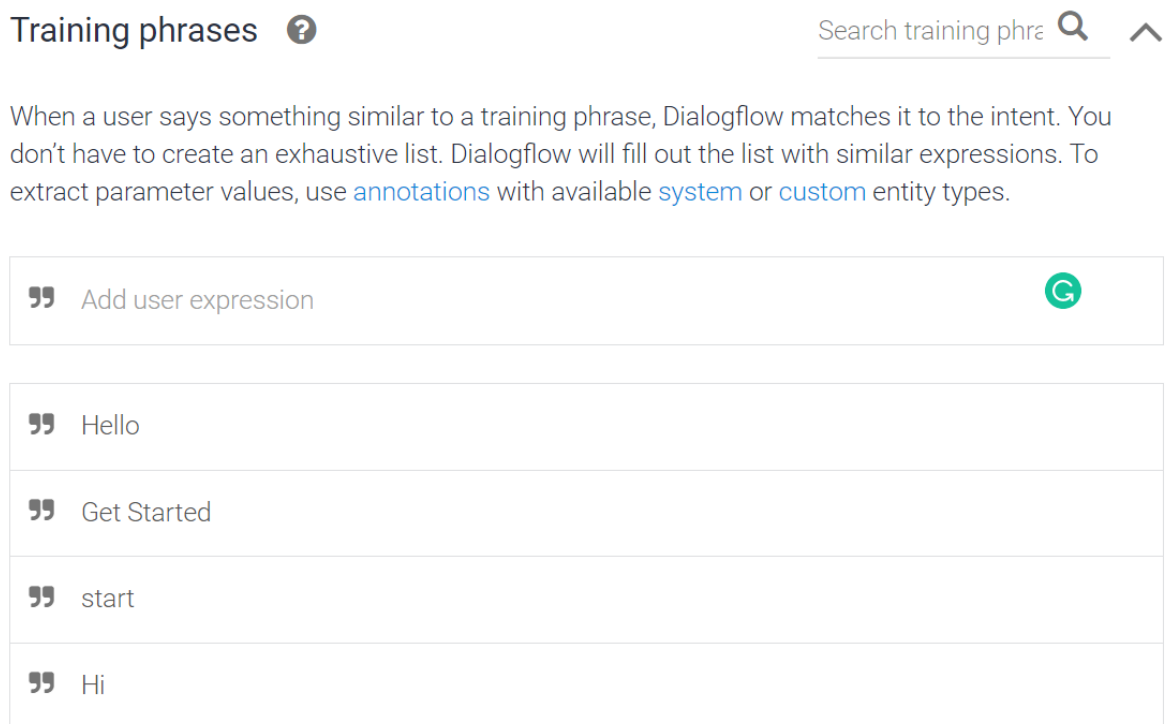 Training phrases ?
Search training phra
When a user says something similar to a training phrase, Dialogflow matches it to the intent. You
don’t have to create an exhaustive list. Dialogflow will fill out the list with similar expressions. To
extract parameter values, use annotations with available system or custom entity types.
Add user expression
Hello
Get Started
start
Hi